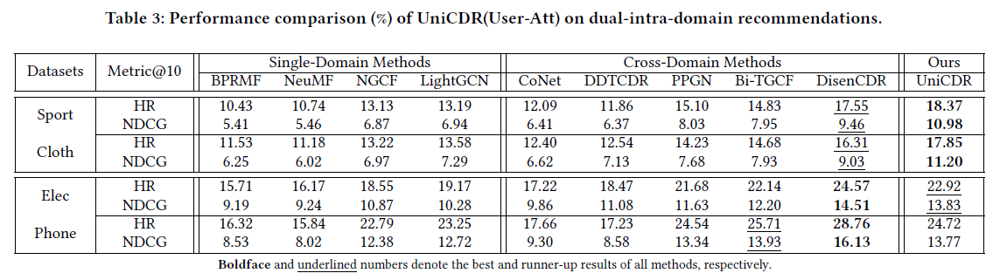 Table 3: Performance comparison (%) of UniCDR(User-Att) on dual-intra-domain recommendations.
Datasets Metric@10 Single-Domain Methods Cross-Domain Methods Ours
BPRMF NeuMF NGCF LightGCN CoNet DDTCDR PPGN Bi-TGCF DisenCDR UniCDR
Sport HR 10.43 10.74 13.13 13.19 12.09 11.86 15.10 14.83 17.55 18.37
NDCG 5.41 5.46 6.87 6.94 6.41 6.37 8.03 7.95 9.46 10.98
Cloth HR 11.53 11.18 13.22 13.58 12.40 12.54 14.23 14.68 16.31 17.85
NDCG 6.25 6.02 6.97 7.29 6.62 7.13 7.68 7.93 9.03 11.20
Elec HR 15.71 16.17 18.55 19.17 17.22 18.47 21.68 22.14 24.57 22.92
NDCG 9.19 9.24 10.87 10.28 9.86 11.08 11.63 12.20 14.51 13.83
Phone HR 16.32 15.84 22.79 23.25 17.66 17.23 24.54 25.71 28.76 24.72
NDCG 8.53 8.02 12.38 12.72 9.30 8.58 13.34 13.93 16.13 13.77
Boldface and underlined numbers denote the best and runner-up results of all methods, respectively.